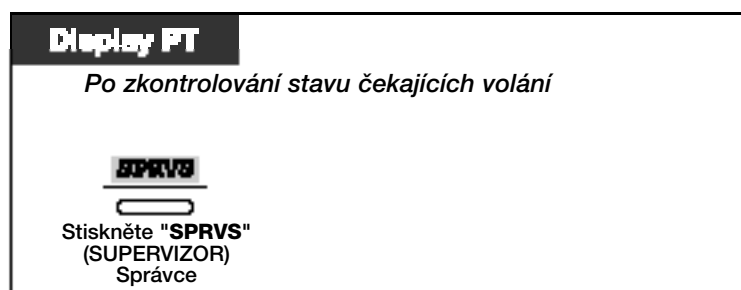 Display PT
Po zkontrolování stavu čekajících volání
SPRVS
Stiskněte "SPRVS"
(SUPERVIZOR)
Správce